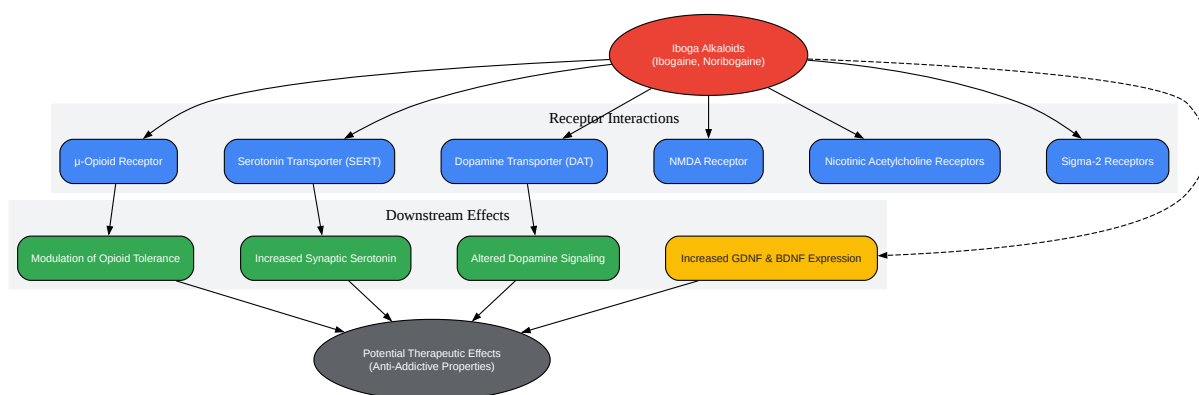 Iboga Alkaloids
(Ibogaine, Noribogaine)
Receptor Interactions
μ-Opioid Receptor
Serotonin Transporter (SERT)
Dopamine Transporter (DAT)
NMDA Receptor
Nicotinic Acetylcholine Receptors
Sigma-2 Receptors
Downstream Effects
Modulation of Opioid Tolerance
Increased Synaptic Serotonin
Altered Dopamine Signaling
Increased GDNF & BDNF Expression
Potential Therapeutic Effects
(Anti-Addictive Properties)